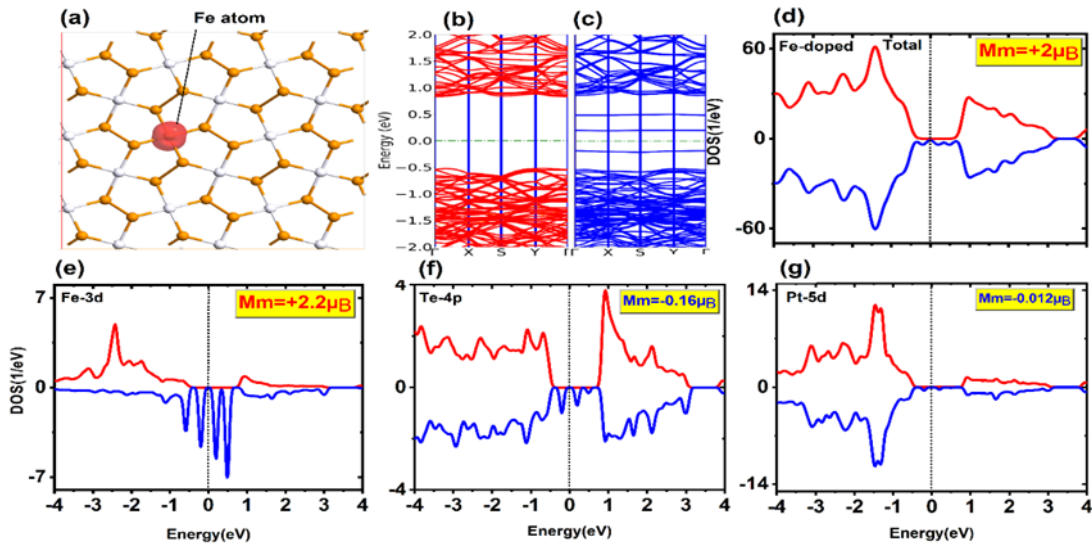 (a)
Fe atom
(b)
(c)
2.0
1.5
1.0
0.5
0.0
-0.5
-1.0
-1.5
-2.0
Energy (eV)
Γ X S Y Γ
Γ X S Y Γ
(d)
Fe-doped
Total
Mm=+2μB
60
0
-60
DOS(1/eV)
-4 -3 -2 -1 0 1 2 3 4
(e)
Fe-3d
Mm=+2.2μB
7
0
-7
DOS(1/eV)
-4 -3 -2 -1 0 1 2 3 4
Energy(eV)
(f)
Te-4p
Mm=-0.16μB
4
0
-4
-4 -3 -2 -1 0 1 2 3 4
Energy(eV)
(g)
Pt-5d
Mm=-0.012μB
14
0
-14
-4 -3 -2 -1 0 1 2 3 4
Energy(eV)